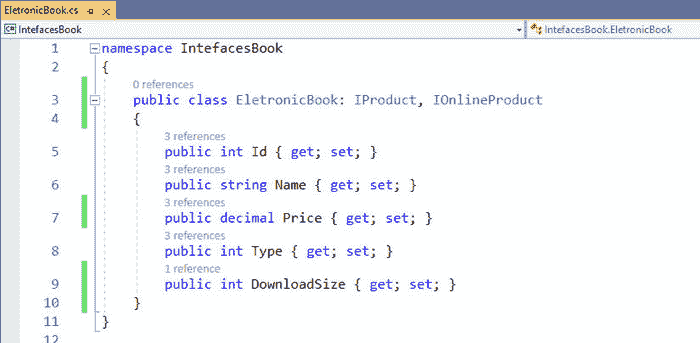 EletronicBook.cs
IntefacesBook
IntefacesBook.EletronicBook
1 namespace IntefacesBook
2 {
0 references
3 public class EletronicBook: IProduct, IOnlineProduct
4 {
3 references
5 public int Id { get; set; }
3 references
6 public string Name { get; set; }
3 references
7 public decimal Price { get; set; }
3 references
8 public int Type { get; set; }
1 reference
9 public int DownloadSize { get; set; }
10 }
11 }
12